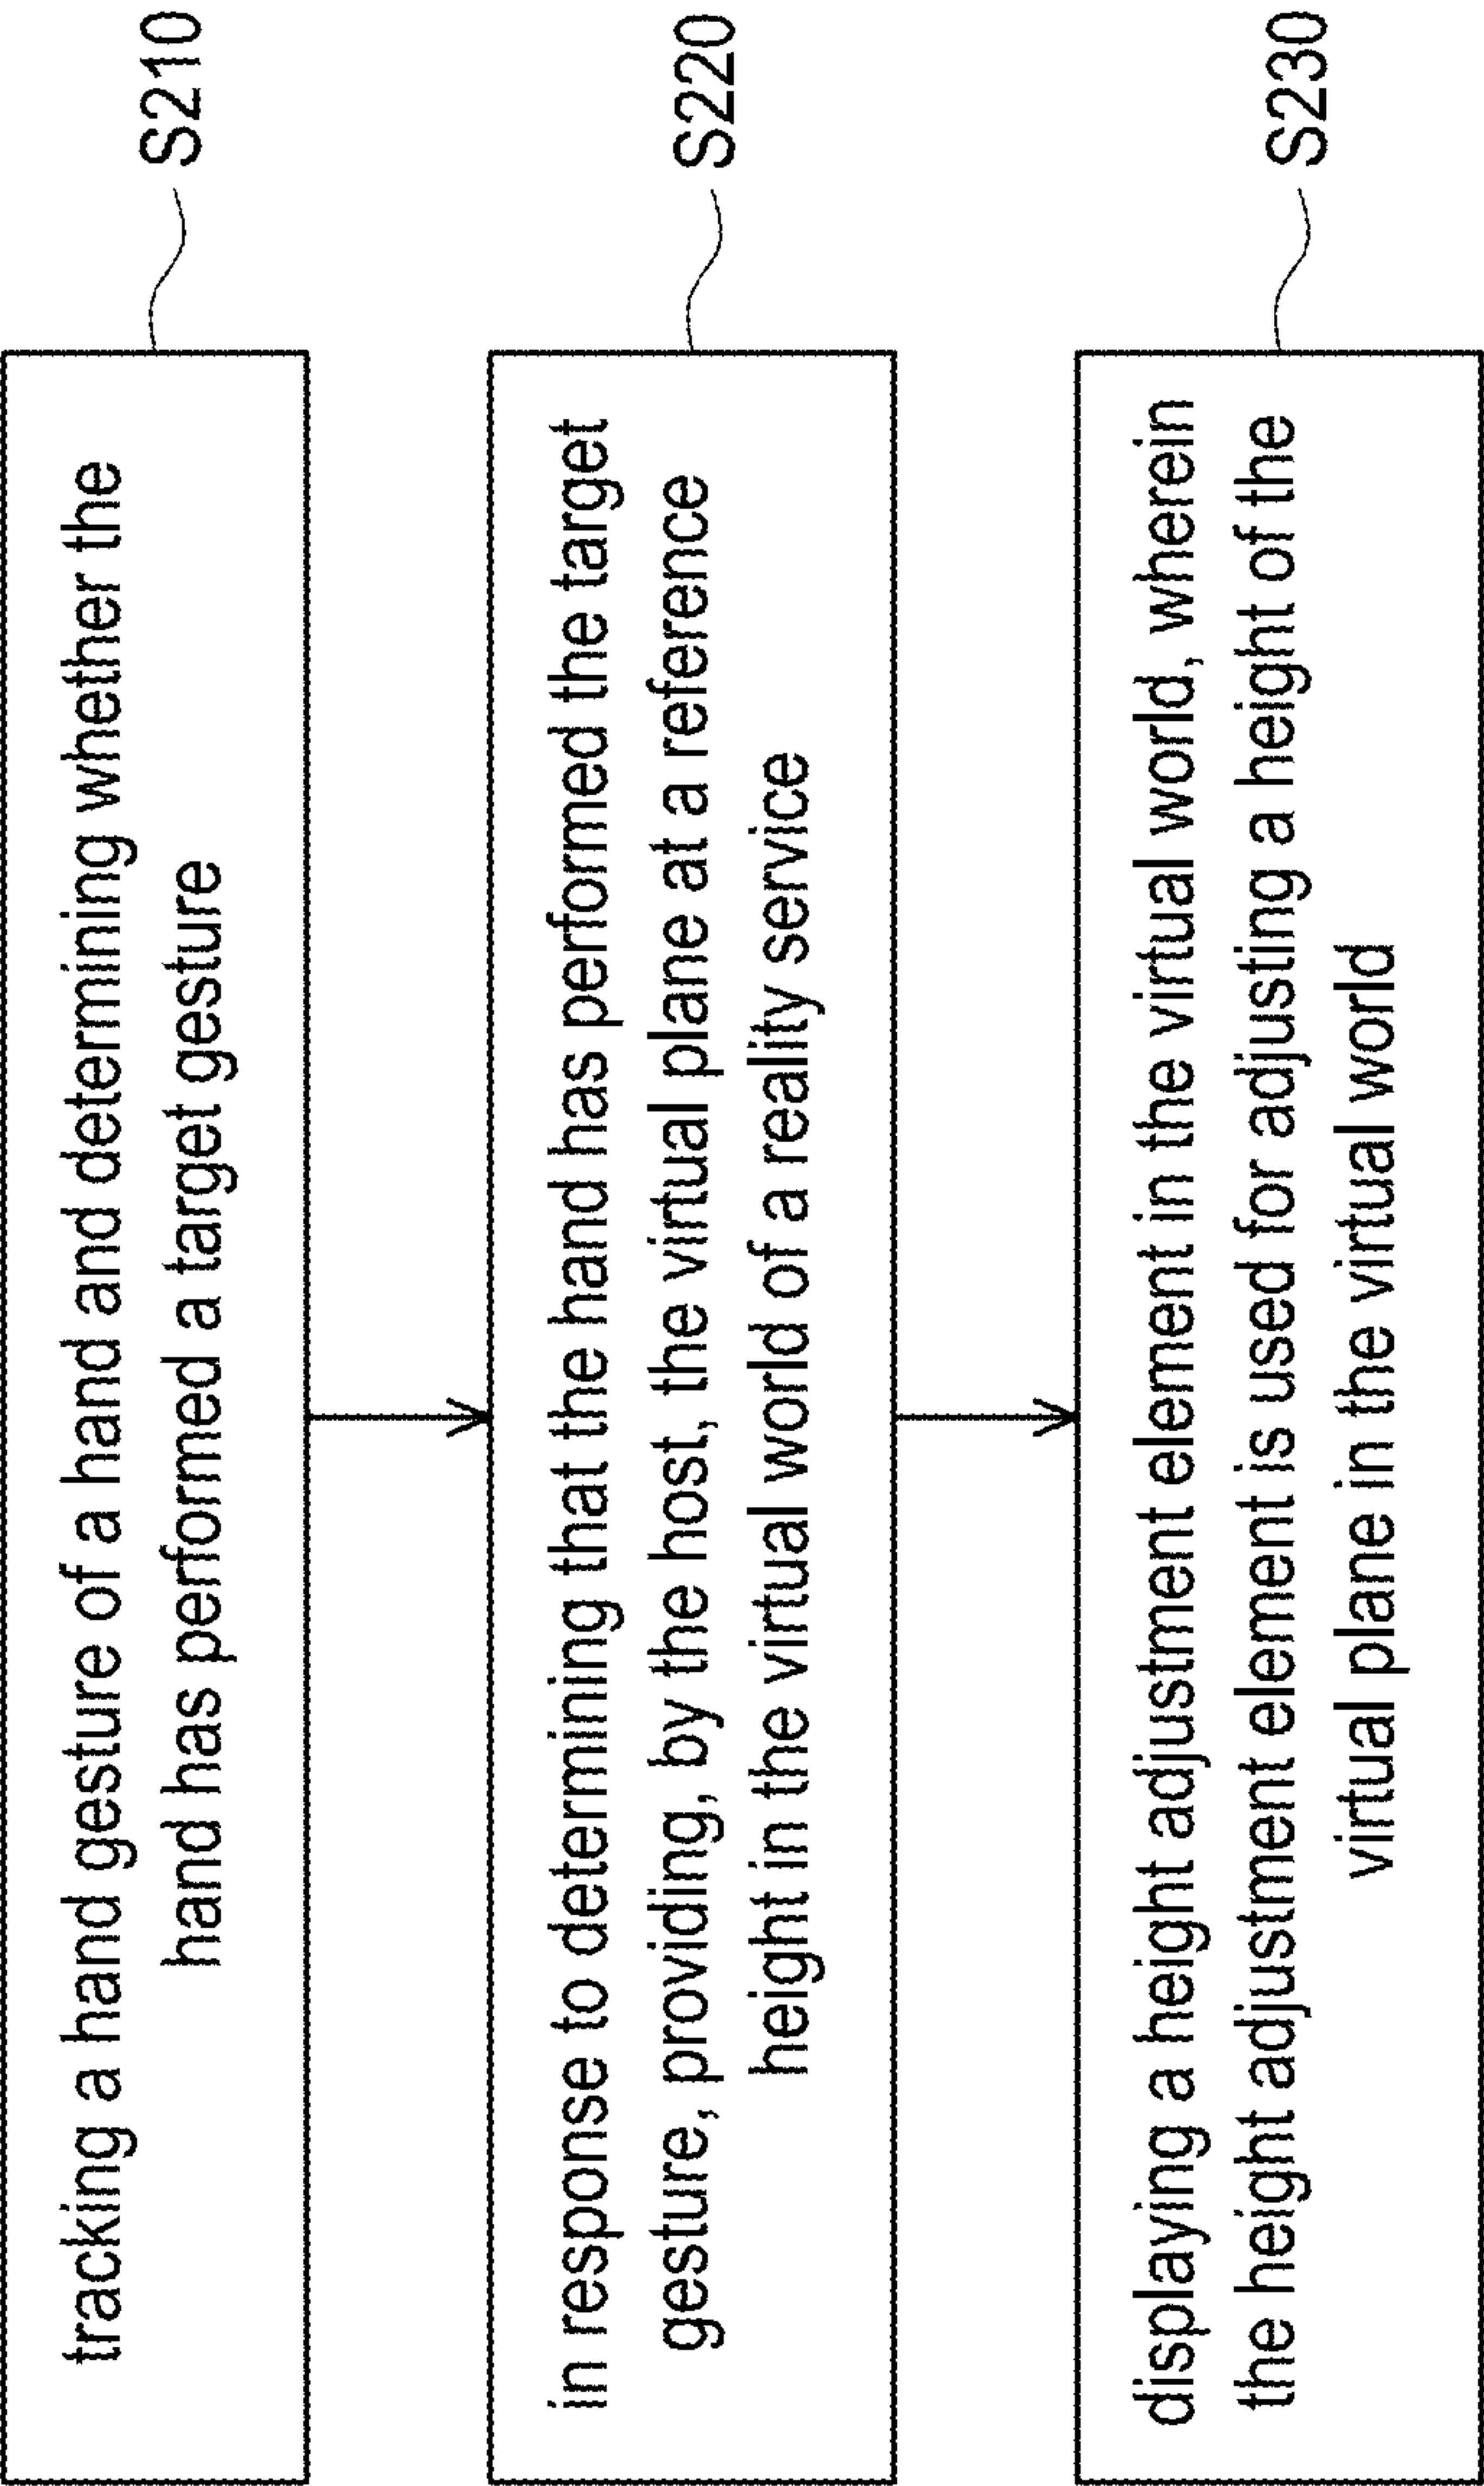 tracking a hand gesture of a hand and determining whether the
hand has performed a target gesture
S210
in response to determining that the hand has performed the target
gesture, providing, by the host, the virtual plane at a reference
height in the virtual world of a reality service
S220
displaying a height adjustment element in the virtual world, wherein
the height adjustment element is used for adjusting a height of the
virtual plane in the virtual world
S230